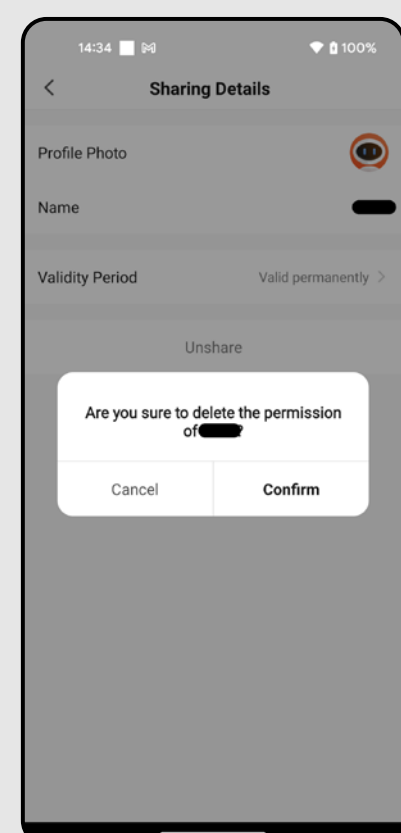 14:34 100%
Sharing Details
Profile Photo
Name
Validity Period Valid permanently
Unshare
Are you sure to delete the permission
of ?
Cancel Confirm